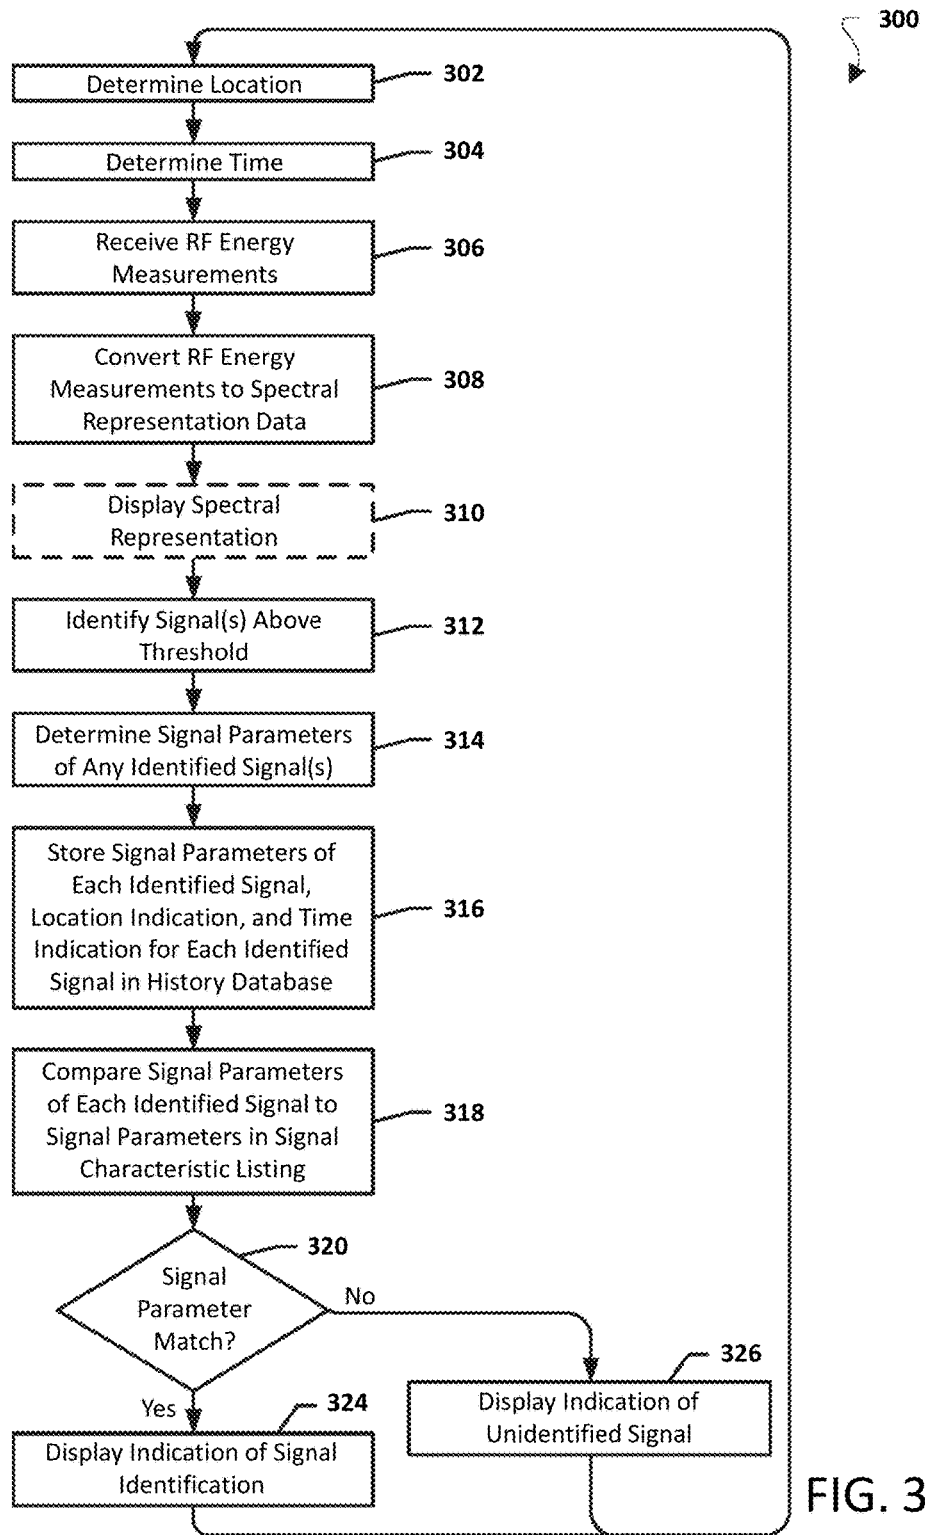 300
Determine Location
302
Determine Time
304
Receive RF Energy
Measurements
306
Convert RF Energy
Measurements to Spectral
Representation Data
308
Display Spectral
Representation
310
Identify Signal(s) Above
Threshold
312
Determine Signal Parameters
of Any Identified Signal(s)
314
Store Signal Parameters of
Each Identified Signal,
Location Indication, and Time
Indication for Each Identified
Signal in History Database
316
Compare Signal Parameters
of Each Identified Signal to
Signal Parameters in Signal
Characteristic Listing
318
320
Signal
Parameter
Match?
No
Yes
324
Display Indication of Signal
Identification
326
Display Indication of
Unidentified Signal
FIG. 3